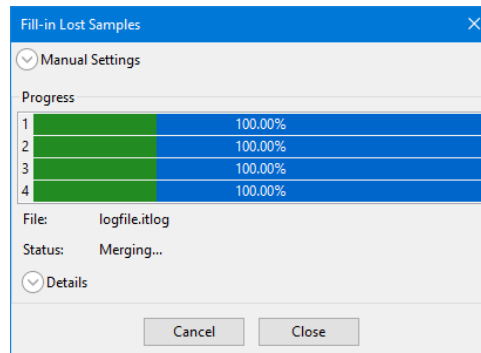 Fill-in Lost Samples
Manual Settings
Progress
1 100.00%
2 100.00%
3 100.00%
4 100.00%
File: logfile.itlog
Status: Merging...
Details
Cancel Close